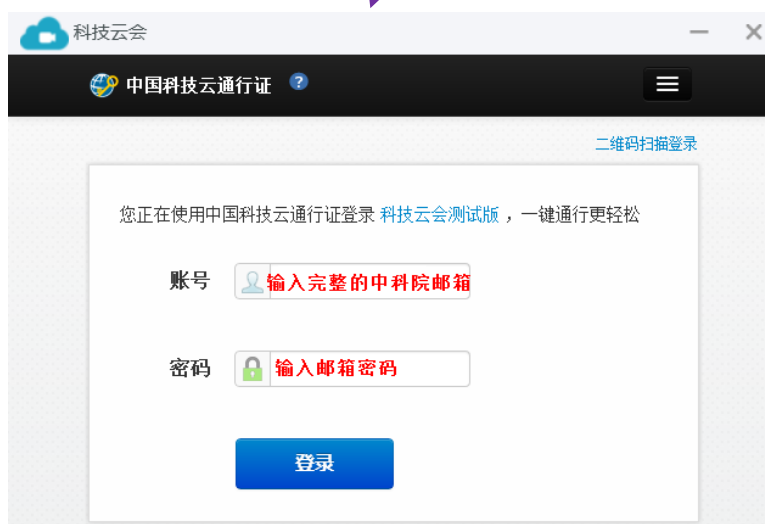 科技云会
中国科技云通行证 ?
二维码扫描登录
您正在使用中国科技云通行证登录 科技云会测试版 ，一键通行更轻松
账号 输入完整的中科院邮箱
密码 输入邮箱密码
登录